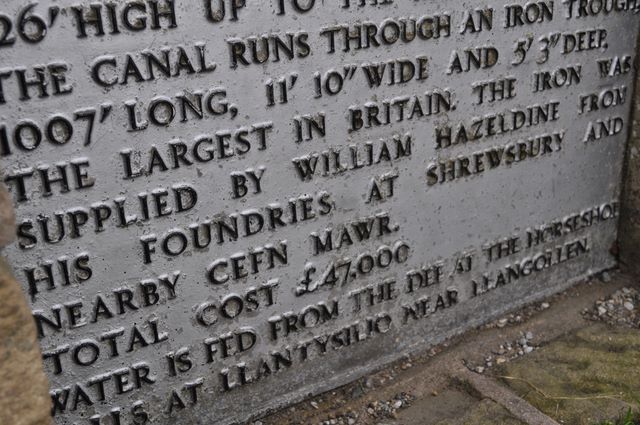 26' HIGH UP TO THE
THE CANAL RUNS THROUGH AN IRON TROUGH
1007' LONG, 11' 10" WIDE AND 5' 3" DEEP,
THE LARGEST IN BRITAIN. THE IRON WAS
SUPPLIED BY WILLIAM HAZELDINE FROM
HIS FOUNDRIES AT SHREWSBURY AND
NEARBY CEFN MAWR.
TOTAL COST £47,000
WATER IS FED FROM THE DEE AT THE HORSESHOE
AT LLANTYSILIO NEAR LLANGOLLEN.